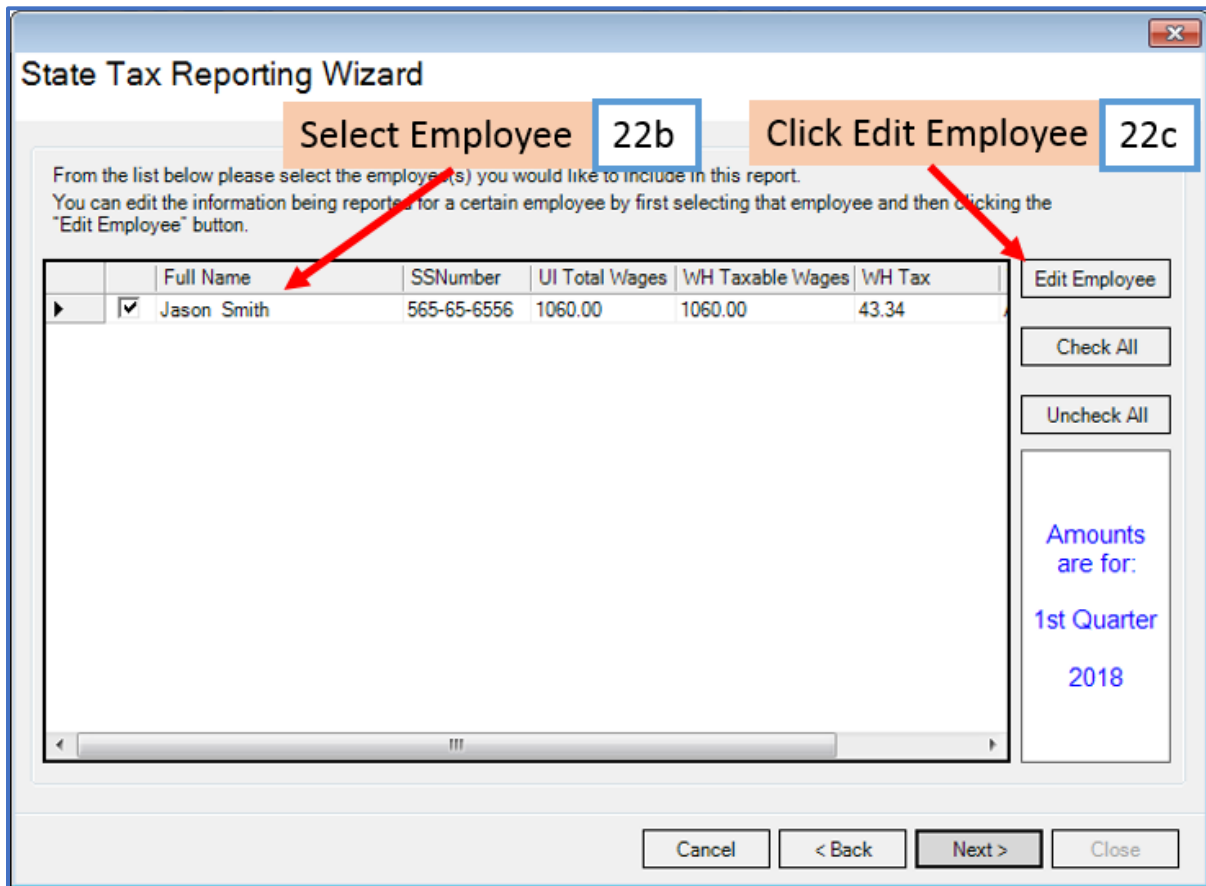 State Tax Reporting Wizard
Select Employee 22b
Click Edit Employee 22c
From the list below please select the employee(s) you would like to include in this report.
You can edit the information being reported for a certain employee by first selecting that employee and then clicking the
"Edit Employee" button.
Full Name SSNumber UI Total Wages WH Taxable Wages WH Tax
Jason Smith 565-65-6556 1060.00 1060.00 43.34
Edit Employee
Check All
Uncheck All
Amounts
are for:
1st Quarter
2018
Cancel < Back Next > Close